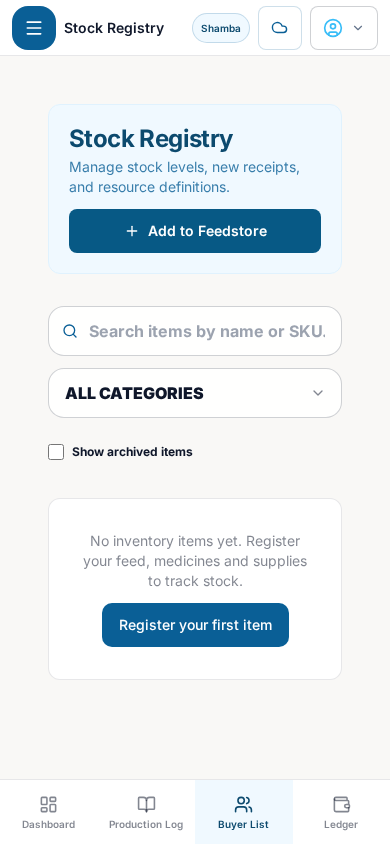 Stock Registry
Shamba
Stock Registry
Manage stock levels, new receipts,
and resource definitions.
Add to Feedstore
Search items by name or SKU.
ALL CATEGORIES
Show archived items
No inventory items yet. Register
your feed, medicines and supplies
to track stock.
Register your first item
Dashboard
Production Log
Buyer List
Ledger